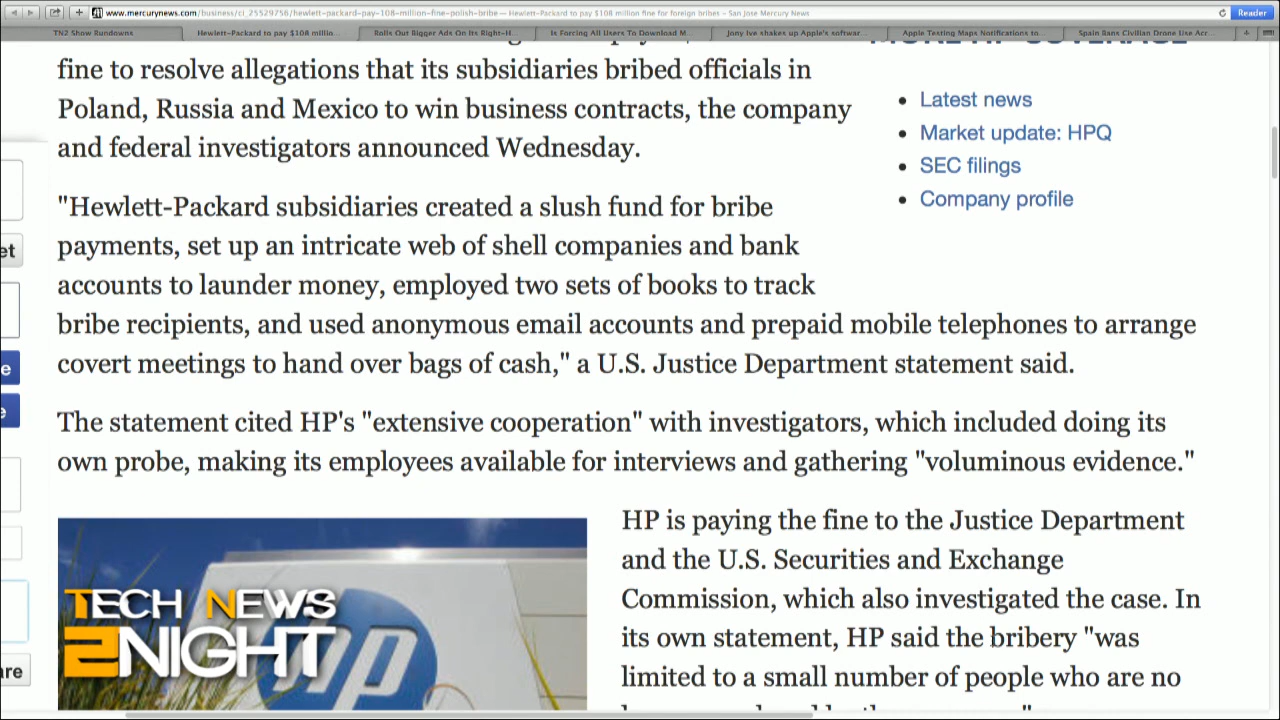 www.mercurynews.com/business/ci_25529756/hewlett-packard-pay-108-million-fine-polish-bribe — Hewlett-Packard to pay $108 million fine for foreign bribes – San Jose Mercury News
Reader
TN2 Show Rundowns
Hewlett-Packard to pay $108 millio...
Rolls Out Bigger Ads On Its Right-H...
Is Forcing All Users To Download M...
Jony Ive shakes up Apple's softwar...
Apple Testing Maps Notifications to...
Spain Bans Civilian Drone Use Acr...
fine to resolve allegations that its subsidiaries bribed officials in
Poland, Russia and Mexico to win business contracts, the company
and federal investigators announced Wednesday.
Latest news
Market update: HPQ
SEC filings
Company profile
"Hewlett-Packard subsidiaries created a slush fund for bribe
payments, set up an intricate web of shell companies and bank
accounts to launder money, employed two sets of books to track
bribe recipients, and used anonymous email accounts and prepaid mobile telephones to arrange
covert meetings to hand over bags of cash," a U.S. Justice Department statement said.
The statement cited HP's "extensive cooperation" with investigators, which included doing its
own probe, making its employees available for interviews and gathering "voluminous evidence."
HP is paying the fine to the Justice Department
and the U.S. Securities and Exchange
Commission, which also investigated the case. In
its own statement, HP said the bribery "was
limited to a small number of people who are no
et
e
e
are
hp
TECH NEWS
2NIGHT